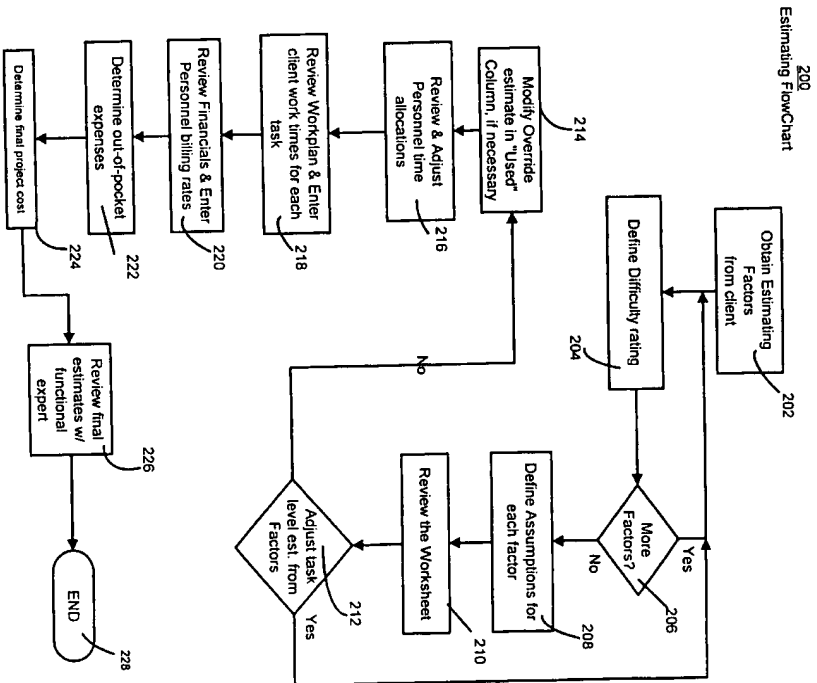 200
Estimating FlowChart
Obtain Estimating
Factors
from client
202
Define Difficulty rating
204
More
Factors?
206
Yes
No
Define Assumptions for
each factor
208
Review the Worksheet
210
Adjust task
level est. from
Factors
212
Yes
No
Modify Override
estimate in "Used"
Column, if necessary
214
Review & Adjust
Personnel time
allocations
216
Review Workplan & Enter
client work times for each
task
218
Review Financials & Enter
Personnel billing rates
220
Determine out-of-pocket
expenses
222
Determine final project cost
224
Review final
estimates w/
functional
expert
226
END
228